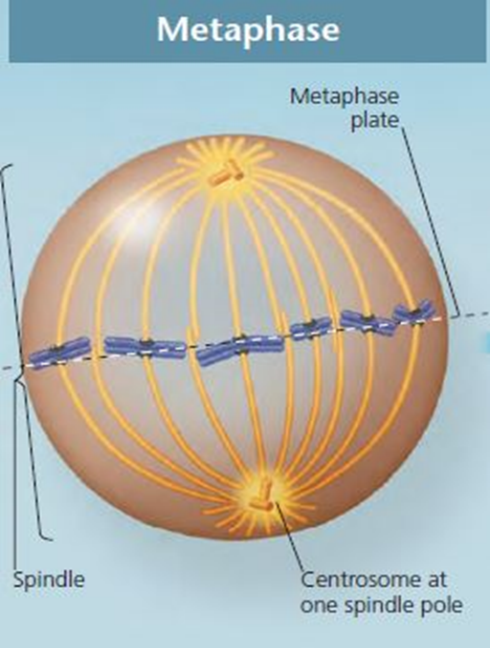 Metaphase
Metaphase
plate
Spindle
Centrosome at
one spindle pole